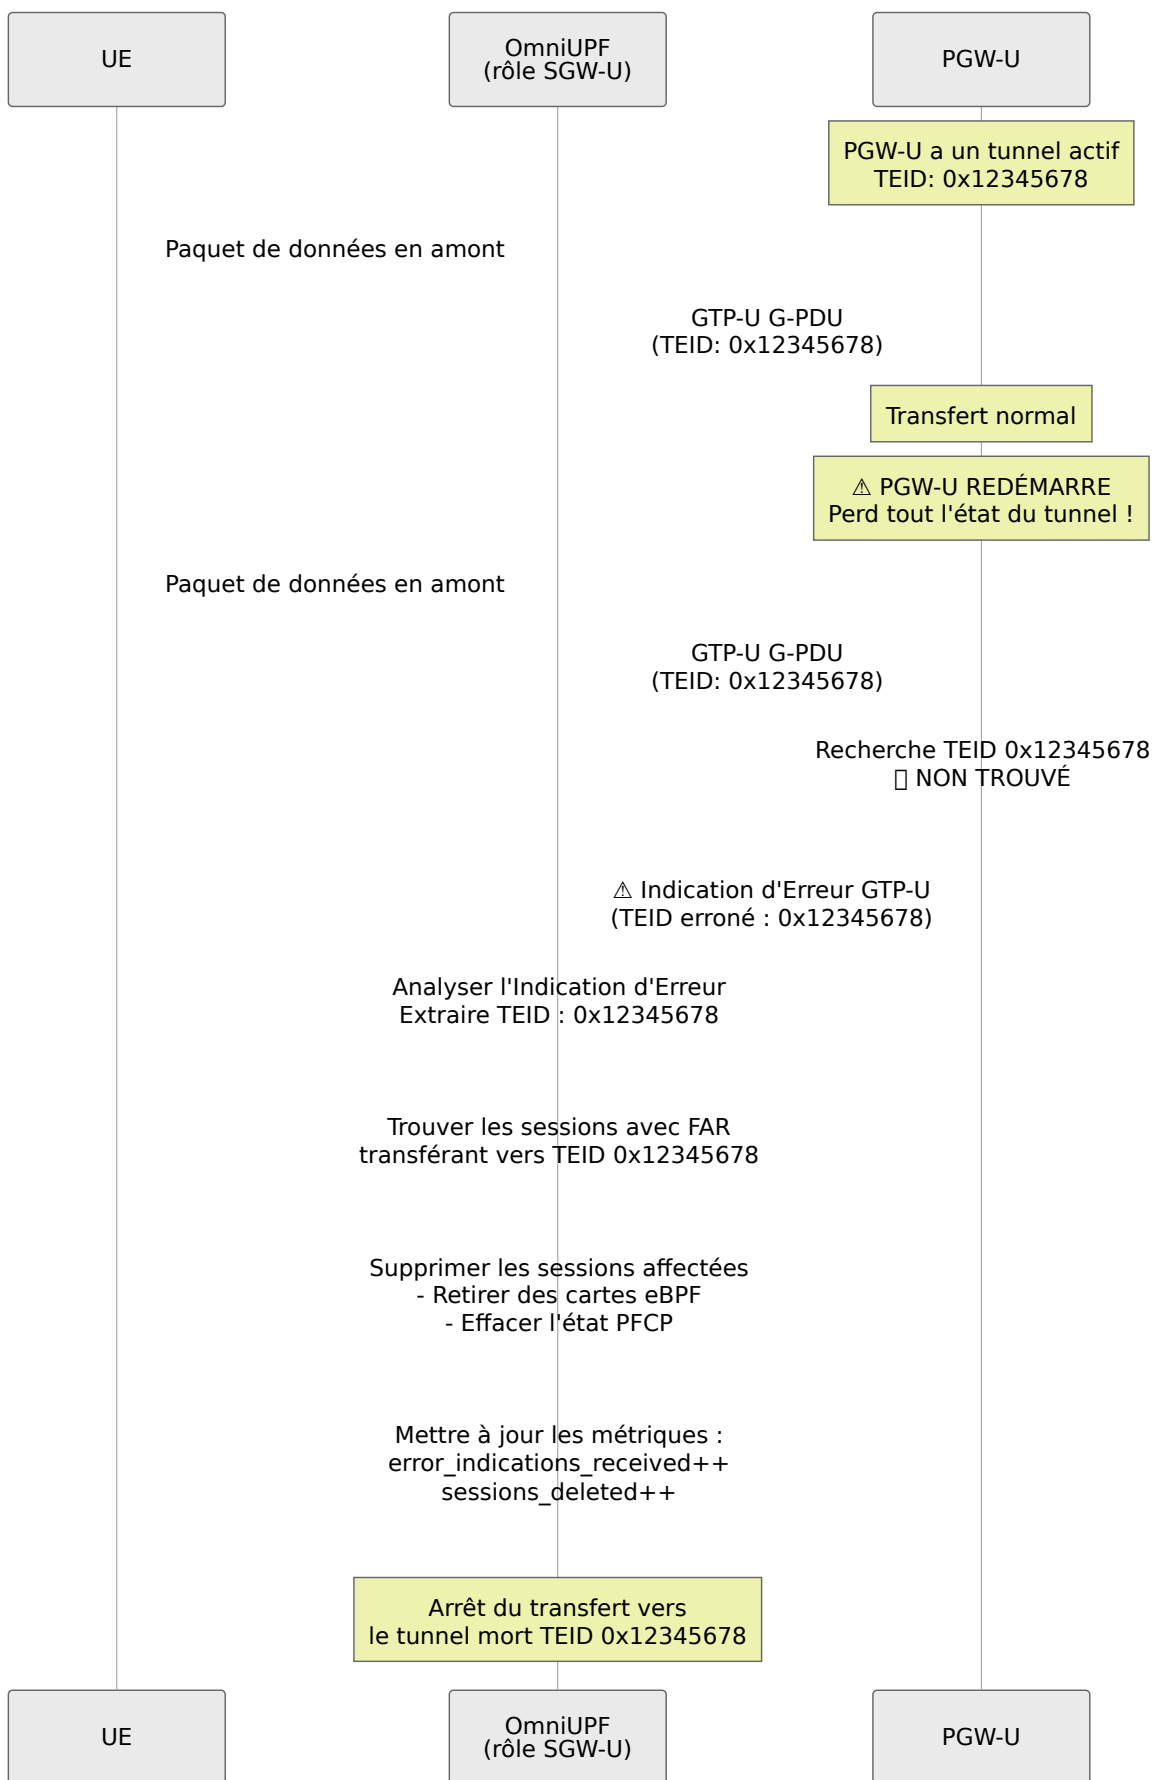 UE
OmniUPF
(rôle SGW-U)
PGW-U
PGW-U a un tunnel actif
TEID: 0x12345678
Paquet de données en amont
GTP-U G-PDU
(TEID: 0x12345678)
Transfert normal
⚠ PGW-U REDÉMARRE
Perd tout l'état du tunnel !
Paquet de données en amont
GTP-U G-PDU
(TEID: 0x12345678)
Recherche TEID 0x12345678
NON TROUVÉ
⚠ Indication d'Erreur GTP-U
(TEID erroné : 0x12345678)
Analyser l'Indication d'Erreur
Extraire TEID : 0x12345678
Trouver les sessions avec FAR
transférant vers TEID 0x12345678
Supprimer les sessions affectées
- Retirer des cartes eBPF
- Effacer l'état PFCP
Mettre à jour les métriques :
error_indications_received++
sessions_deleted++
Arrêt du transfert vers
le tunnel mort TEID 0x12345678
UE
OmniUPF
(rôle SGW-U)
PGW-U